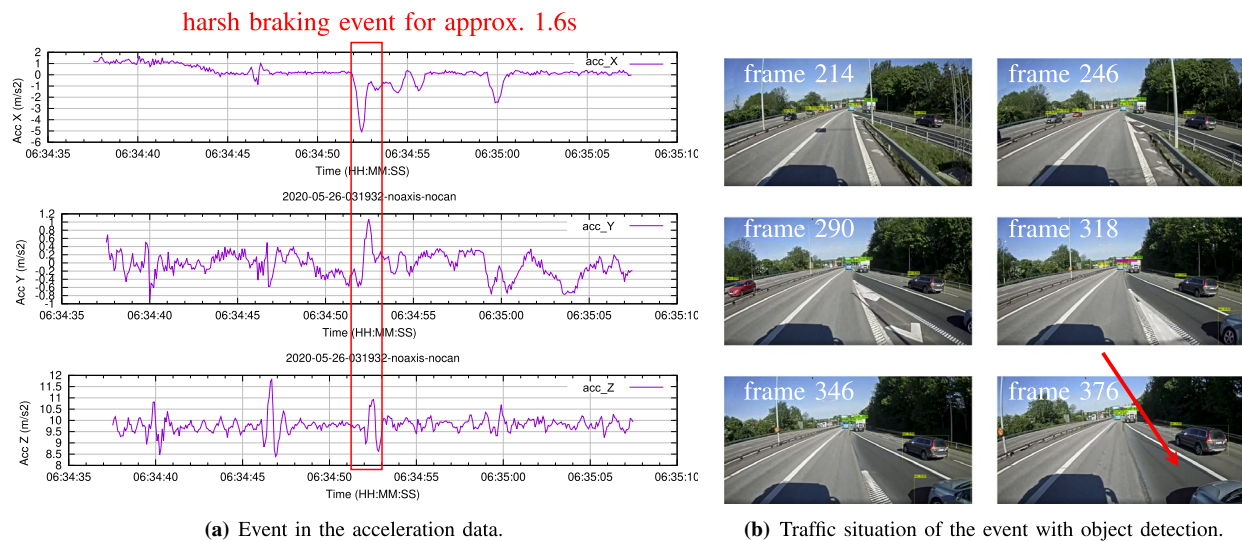 harsh braking event for approx. 1.6s
2
1
0
-1
-2
-3
-4
-5
-6
Acc X (m/s2)
acc_X
06:34:35 06:34:40 06:34:45 06:34:50 06:34:55 06:35:00 06:35:05 06:35:10
Time (HH:MM:SS)
2020-05-26-031932-noaxis-nocan
1.2
1
0.8
0.6
0.4
0.2
0
-0.2
-0.4
-0.6
-0.8
-1
Acc Y (m/s2)
acc_Y
06:34:35 06:34:40 06:34:45 06:34:50 06:34:55 06:35:00 06:35:05 06:35:10
Time (HH:MM:SS)
2020-05-26-031932-noaxis-nocan
12
11.5
11
10.5
10
9.5
9
8.5
8
Acc Z (m/s2)
acc_Z
06:34:35 06:34:40 06:34:45 06:34:50 06:34:55 06:35:00 06:35:05 06:35:10
Time (HH:MM:SS)
(a) Event in the acceleration data.
frame 214
frame 246
frame 290
frame 318
frame 346
frame 376
(b) Traffic situation of the event with object detection.